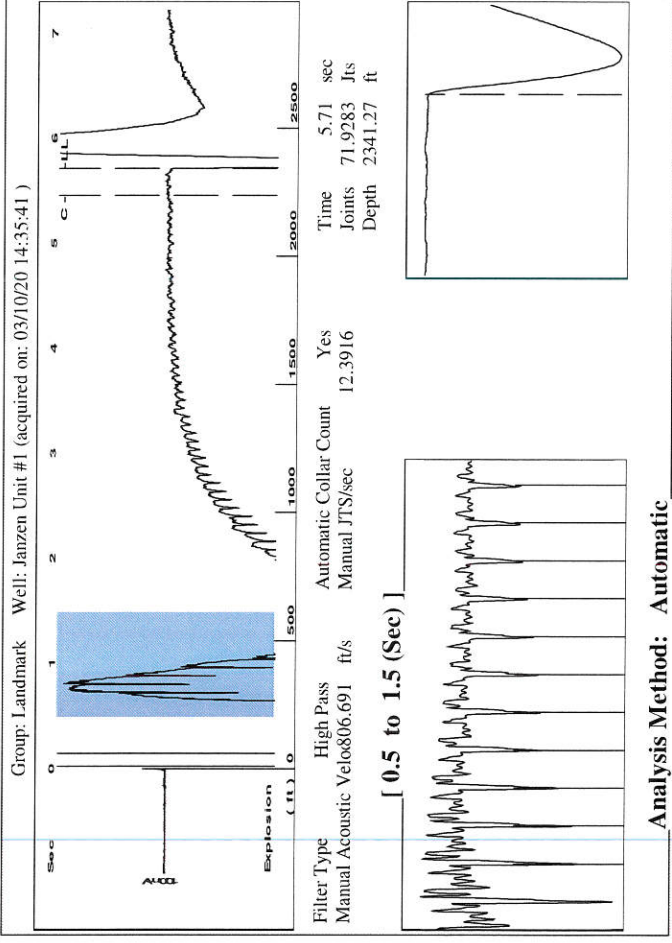 Group: Landmark Well: Janzen Unit #1 (acquired on: 03/10/20 14:35:41 )
Sec 0 1 2 3 4 5 6 7
C - -LL
Explosion
( ft ) 0 500 1000 1500 2000 2500
Filter Type High Pass Automatic Collar Count Yes Time 5.71 sec
Manual Acoustic Velo806.691 ft/s Manual JTS/sec 12.3916 Joints 71.9283 Jts
Depth 2341.27 ft
[ 0.5 to 1.5 (Sec) ]
Analysis Method: Automatic